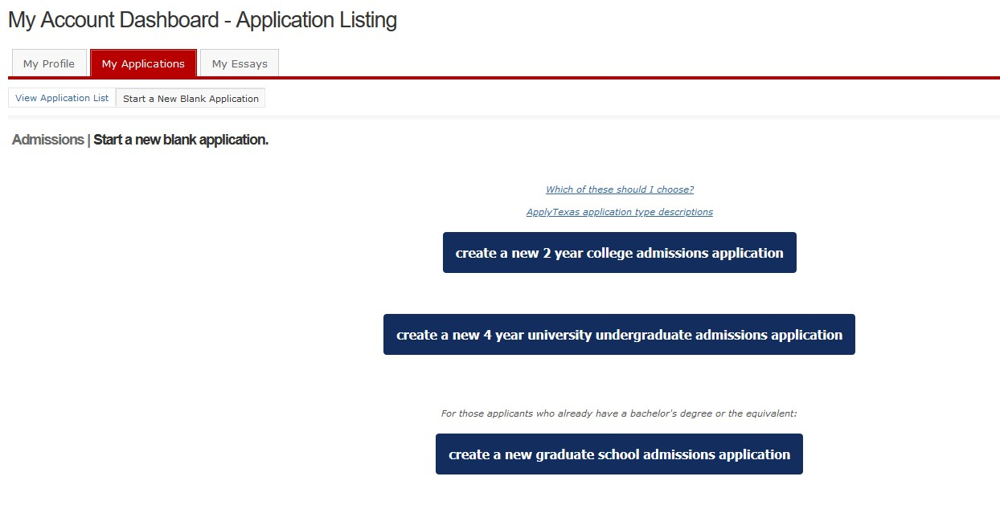 My Account Dashboard - Application Listing
My Profile
My Applications
My Essays
View Application List
Start a New Blank Application
Admissions | Start a new blank application.
Which of these should I choose?
ApplyTexas application type descriptions
create a new 2 year college admissions application
create a new 4 year university undergraduate admissions application
For those applicants who already have a bachelor's degree or the equivalent:
create a new graduate school admissions application